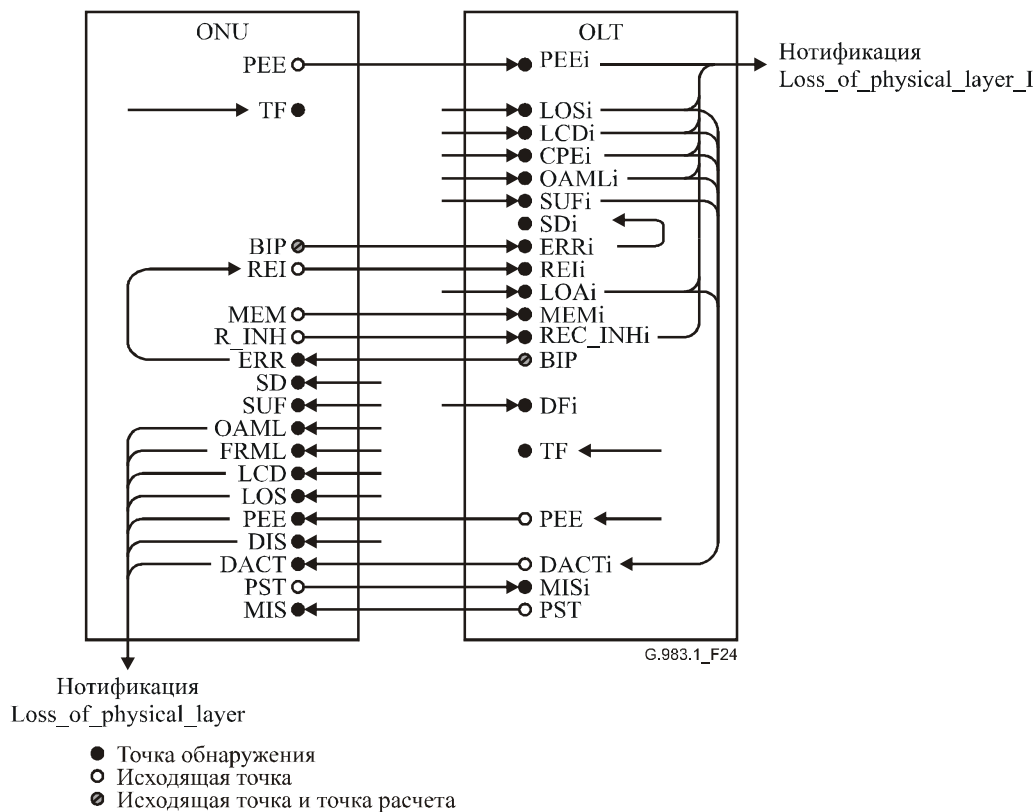 ONU
OLT
PEE
PEEi
Нотификация
Loss_of_physical_layer_I
TF
LOSi
LCDi
CPEi
OAMLi
SUFi
SDi
BIP
ERRi
REI
REIi
LOAi
MEM
MEMi
R_INH
REC_INHi
ERR
BIP
SD
SUF
DFi
OAML
FRML
TF
LCD
LOS
PEE
PEE
DIS
DACT
DACTi
PST
MISi
MIS
PST
G.983.1_F24
Нотификация
Loss_of_physical_layer
Точка обнаружения
Исходящая точка
Исходящая точка и точка расчета